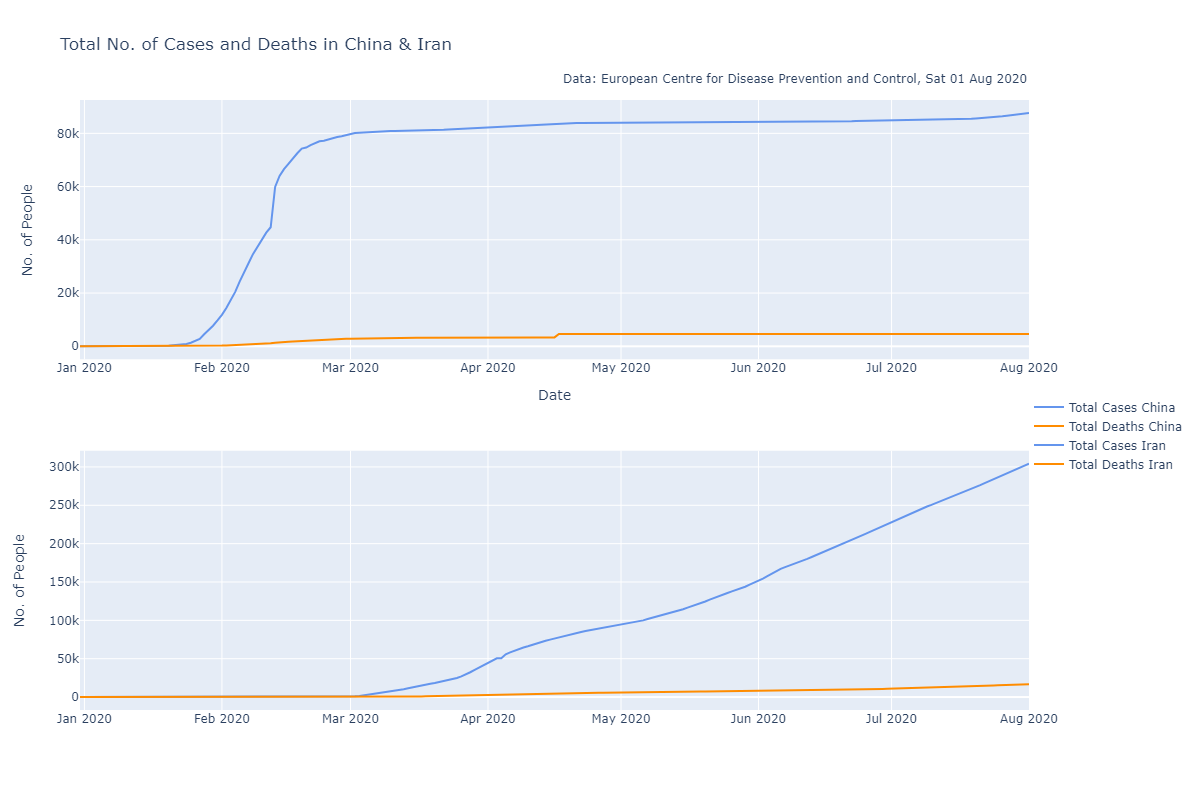 Total No. of Cases and Deaths in China & Iran
Data: European Centre for Disease Prevention and Control, Sat 01 Aug 2020
No. of People
80k
60k
40k
20k
0
Jan 2020 Feb 2020 Mar 2020 Apr 2020 May 2020 Jun 2020 Jul 2020 Aug 2020
Date
Total Cases China
Total Deaths China
Total Cases Iran
Total Deaths Iran
No. of People
300k
250k
200k
150k
100k
50k
0
Jan 2020 Feb 2020 Mar 2020 Apr 2020 May 2020 Jun 2020 Jul 2020 Aug 2020